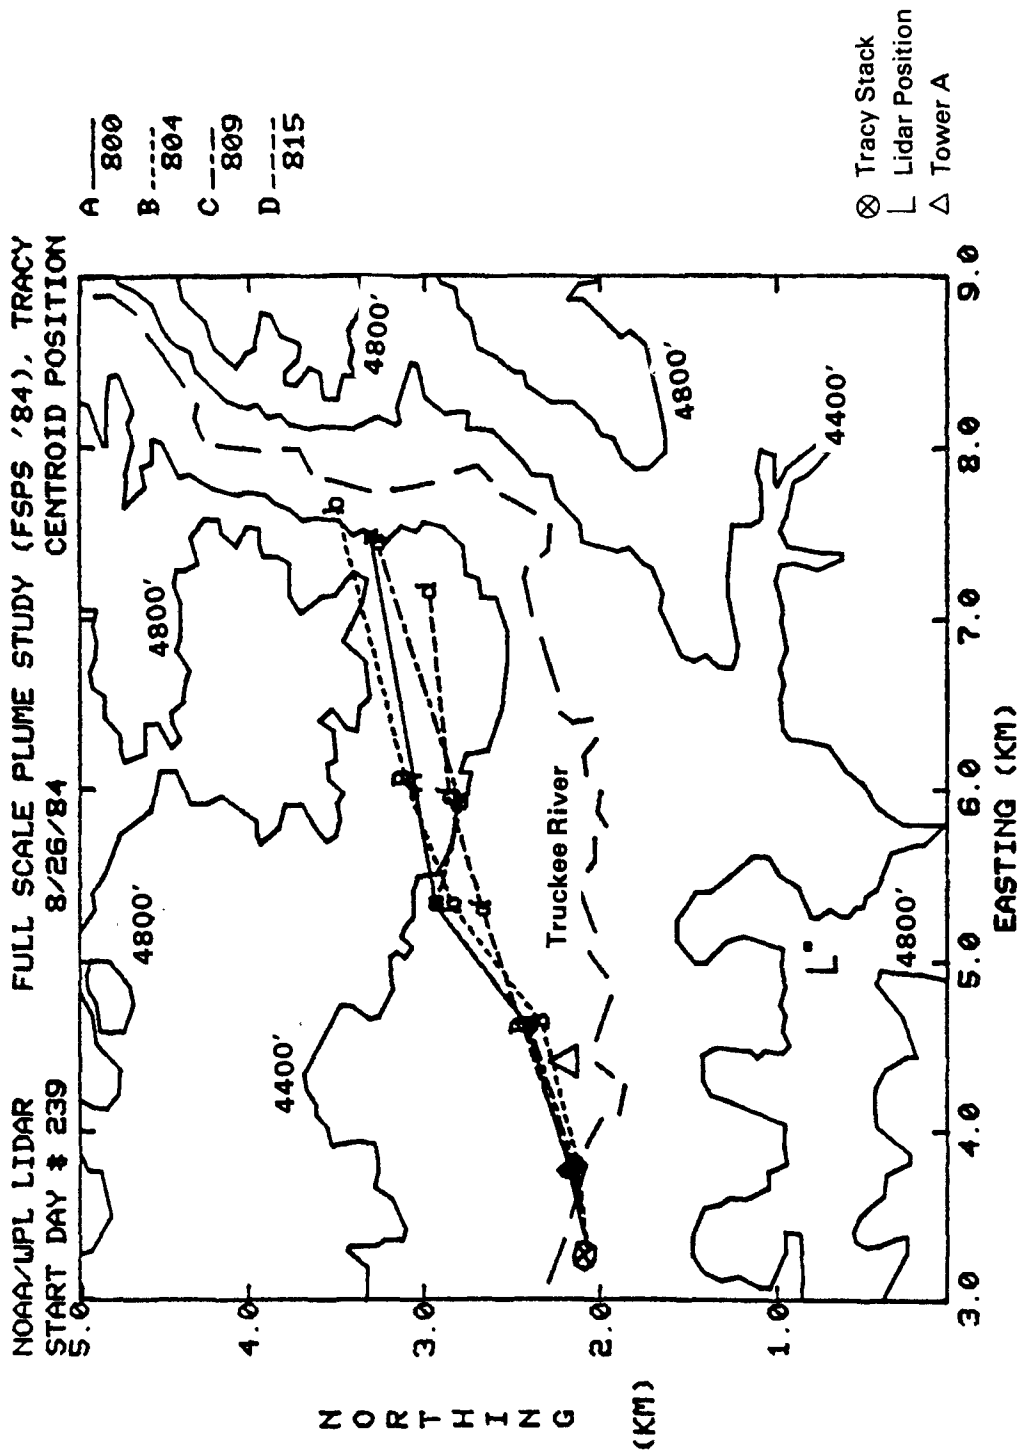 NOAA/WPL LIDAR FULL SCALE PLUME STUDY (FSPS '84), TRACY
START DAY # 239 8/26/84 CENTROID POSITION
A 800
B 804
C 809
D 815
5.0
4.0
3.0
2.0
1.0
NORTHING
(KM)
4800'
4800'
4800'
4400'
4800'
4400'
4800'
b
d
Truckee River
L
3.0 4.0 5.0 6.0 7.0 8.0 9.0
EASTING (KM)
Tracy Stack
L Lidar Position
Tower A